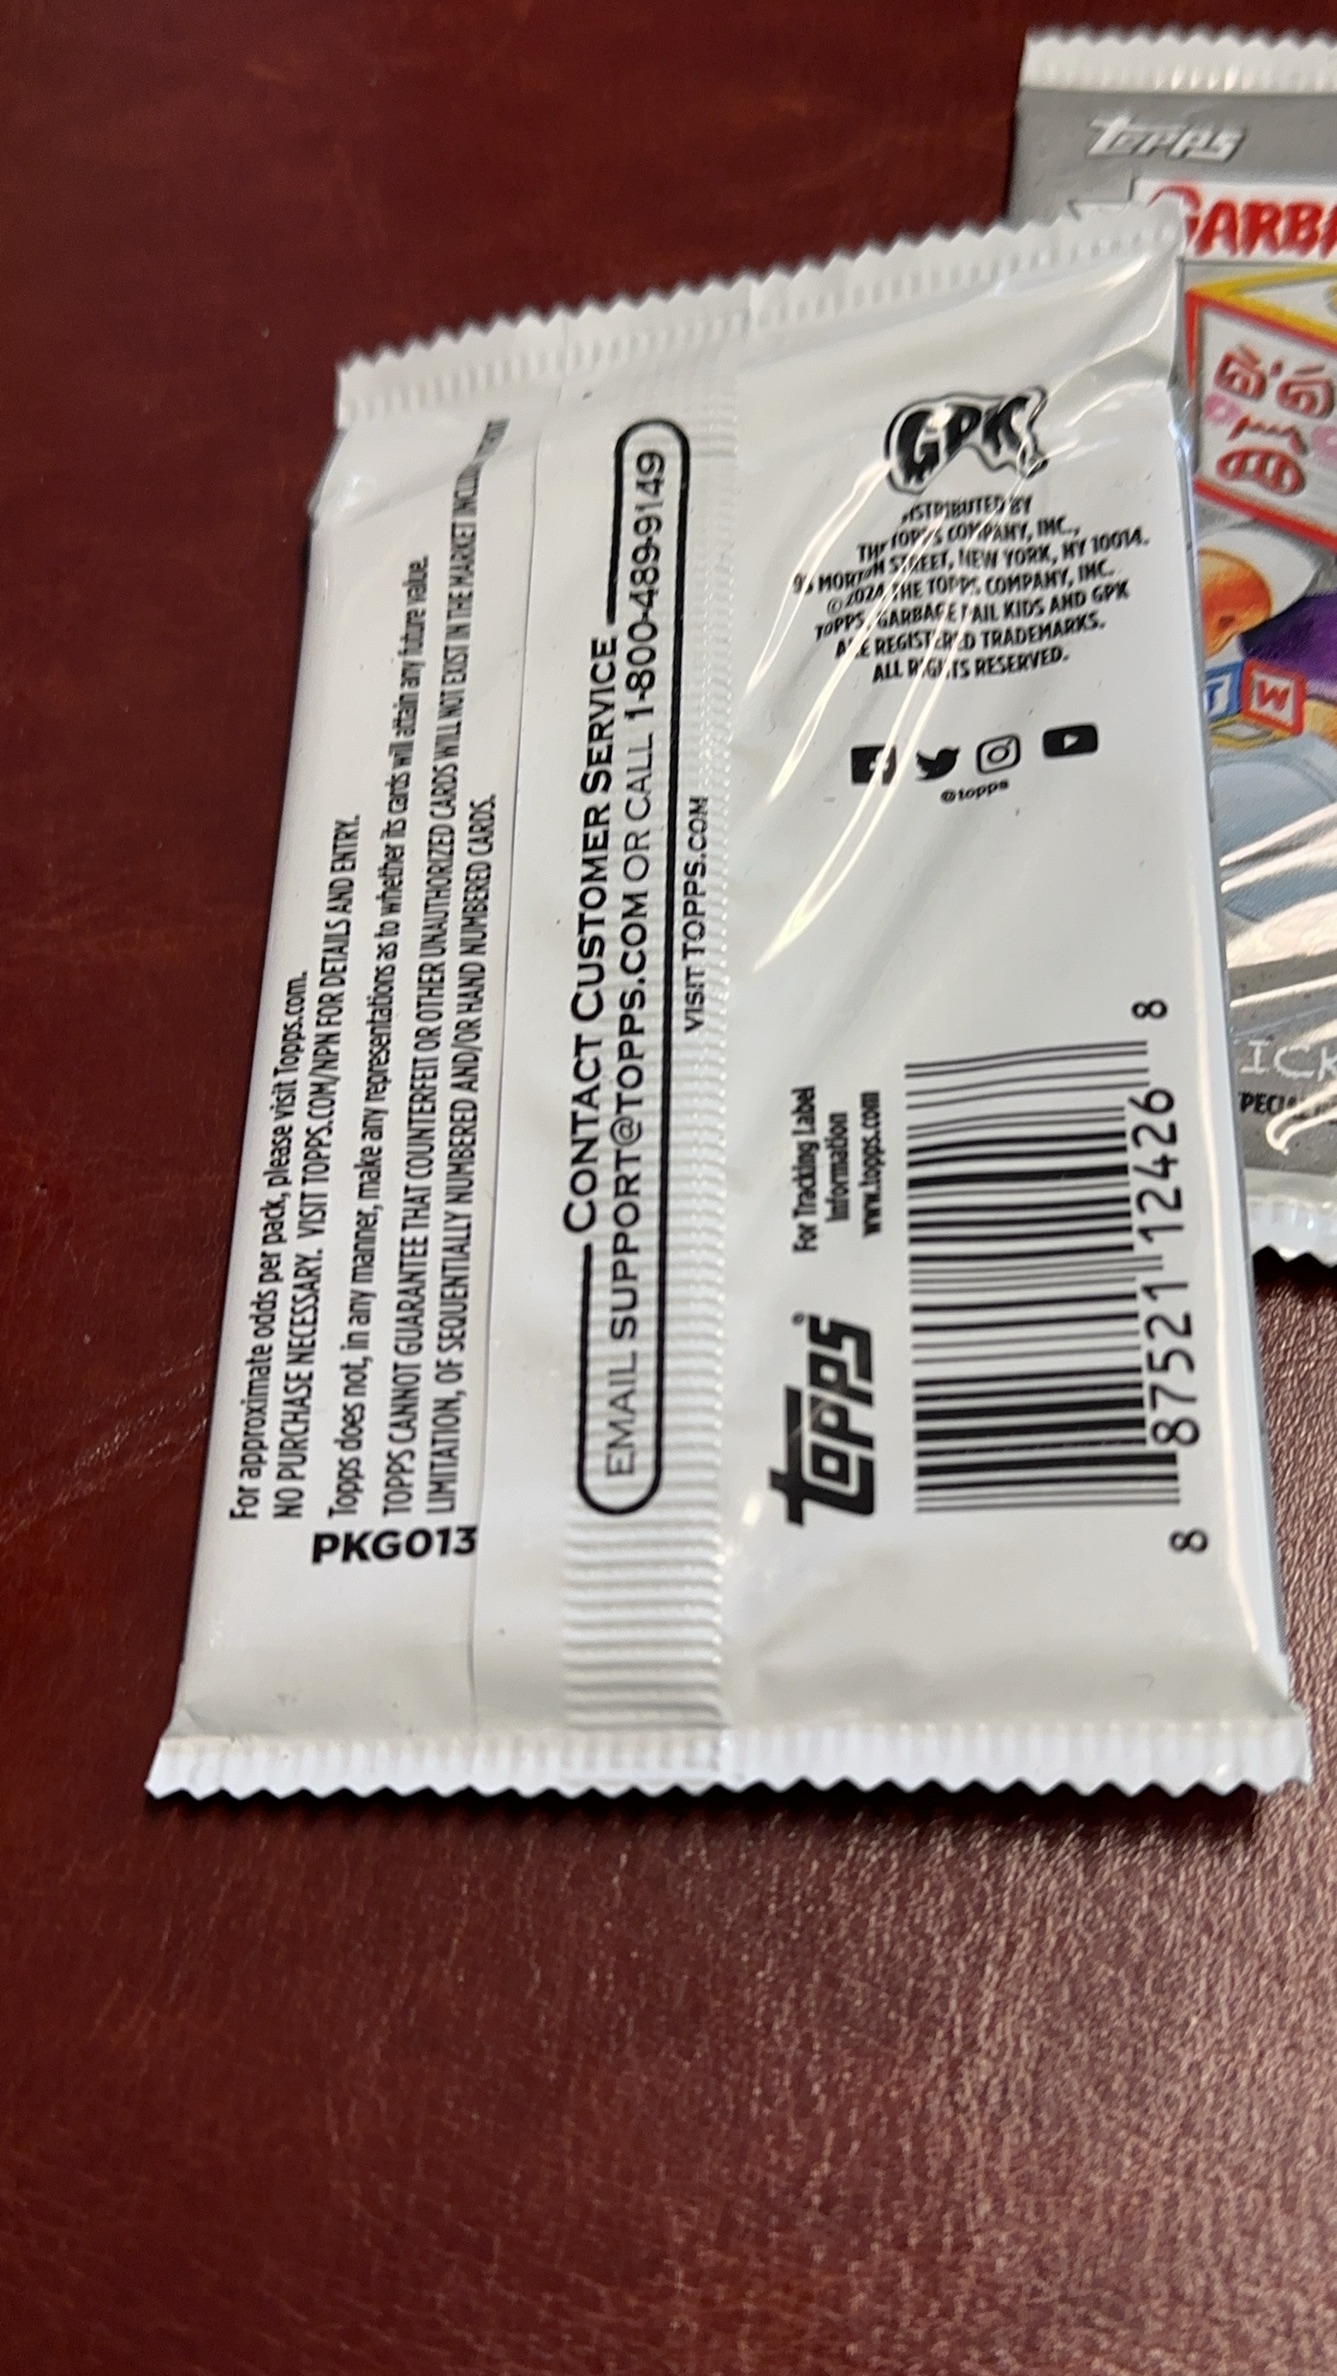 For approximate odds per pack, please visit Topps.com.
NO PURCHASE NECESSARY. VISIT TOPPS.COM/NPN FOR DETAILS AND ENTRY.
Topps does not, in any manner, make any representations as to whether its cards will attain any future value.
TOPPS CANNOT GUARANTEE THAT COUNTERFEIT OR OTHER UNAUTHORIZED CARDS WILL NOT EXIST IN THE MARKET
LIMITATION, OF SEQUENTIALLY NUMBERED AND/OR HAND NUMBERED CARDS.
PKG013
CONTACT CUSTOMER SERVICE
EMAIL SUPPORT@TOPPS.COM OR CALL 1-800-489-9149
VISIT TOPPS.COM
topps®
For Tracking Label
Information
www.topps.com
8 87521 12426 8
GPK
DISTRIBUTED BY
THE TOPPS COMPANY, INC.,
95 MORTON STREET, NEW YORK, NY 10014.
©2024 THE TOPPS COMPANY, INC.
TOPPS, GARBAGE PAIL KIDS AND GPK
ARE REGISTERED TRADEMARKS.
ALL RIGHTS RESERVED.
@topps
TOPPS
GARBA
T W
ICK